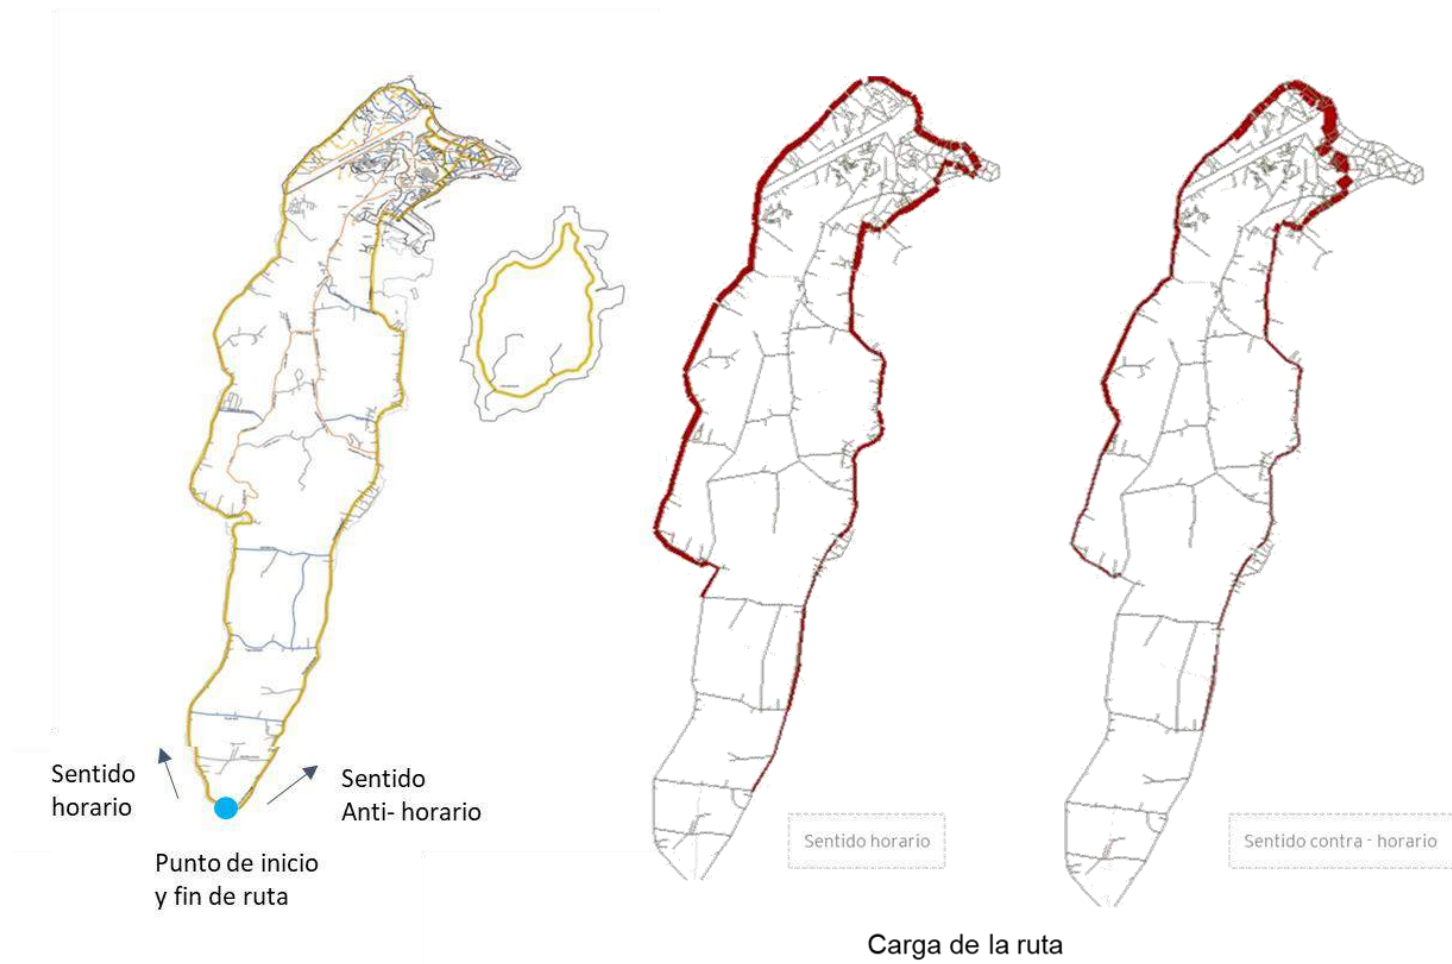 Sentido
horario
Sentido
Anti- horario
Punto de inicio
y fin de ruta
Sentido horario
Sentido contra - horario
Carga de la ruta